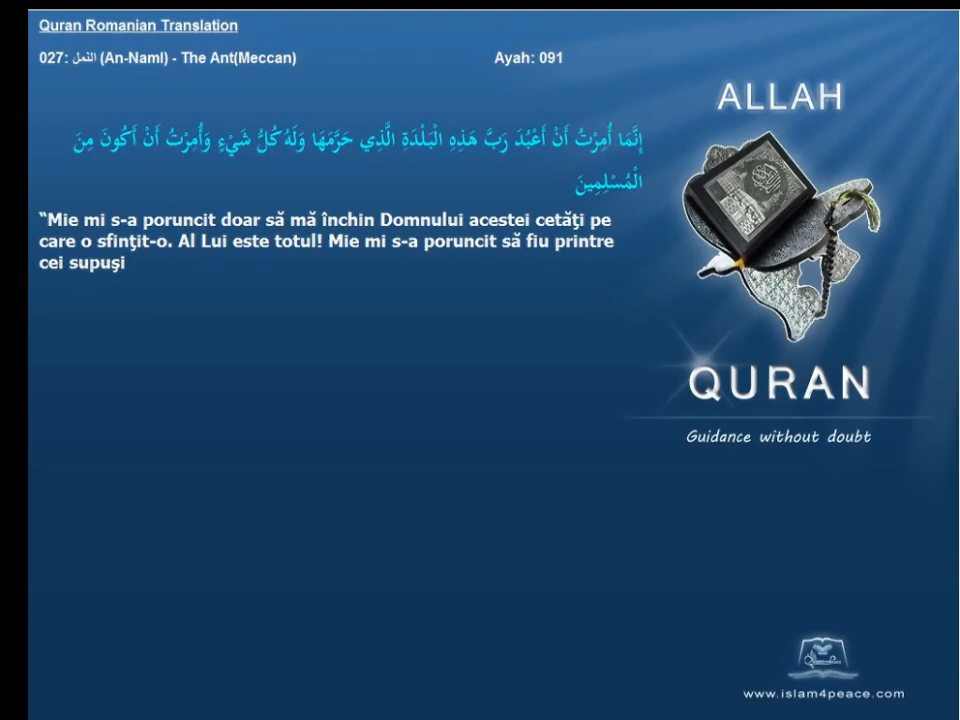 Quran Romanian Translation
027: النمل (An-Naml) - The Ant(Meccan) Ayah: 091
ALLAH
إِنَّمَا أُمِرْتُ أَنْ أَعْبُدَ رَبَّ هَذِهِ الْبَلْدَةِ الَّذِي حَرَّمَهَا وَلَهُ كُلُّ شَيْءٍ وَأُمِرْتُ أَنْ أَكُونَ مِنَ
الْمُسْلِمِينَ
“Mie mi s-a poruncit doar să mă închin Domnului acestei cetăţi pe
care o sfinţit-o. Al Lui este totul! Mie mi s-a poruncit să fiu printre
cei supuşi
QURAN
Guidance without doubt
www.islam4peace.com